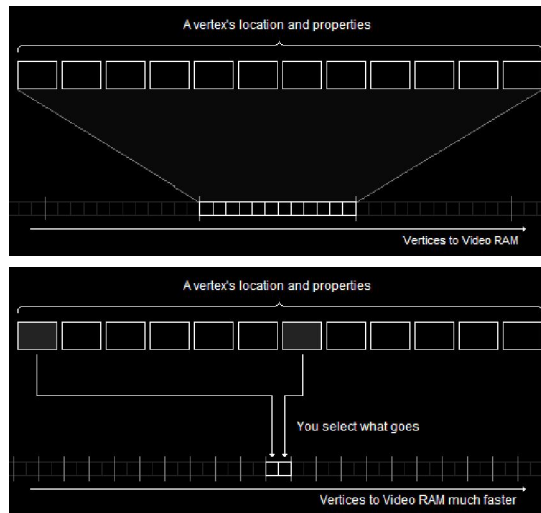 A vertex's location and properties
Vertices to Video RAM
A vertex's location and properties
You select what goes
Vertices to Video RAM much faster